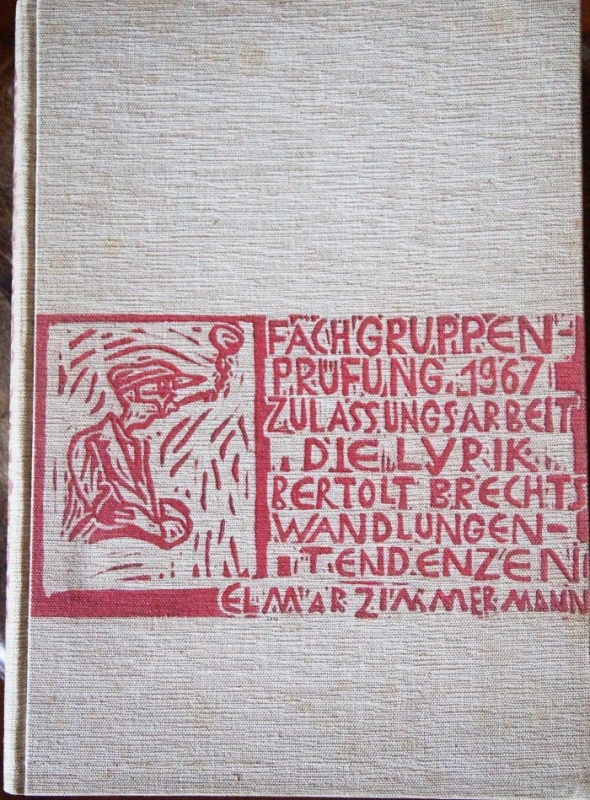 FACHGRUPPEN-
PRÜFUNG. 1967
ZULASSUNGSARBEIT
DIE LYRIK
BERTOLT BRECHTS
WANDLUNGEN-
TENDENZEN
ELMAR ZIMMERMANN